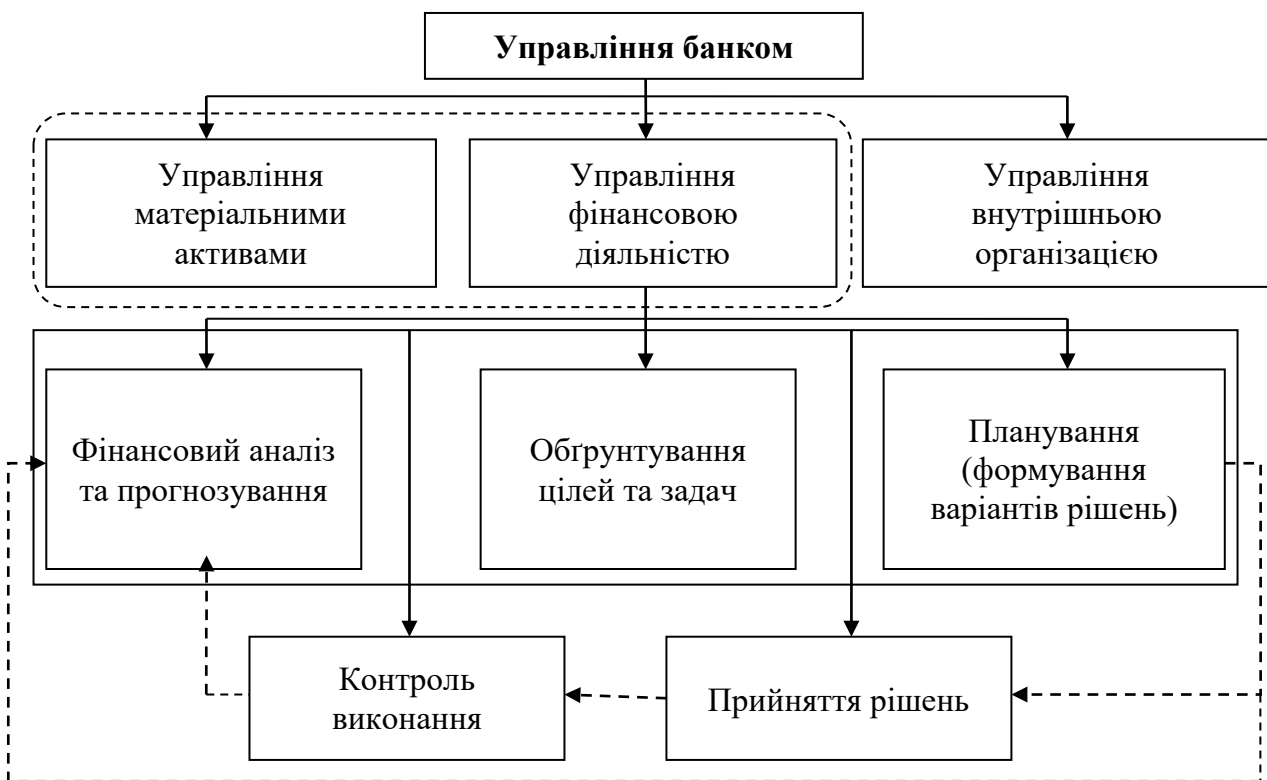 Управління банком
Управління
матеріальними
активами
Управління
фінансовою
діяльністю
Управління
внутрішньою
організацією
Фінансовий аналіз
та прогнозування
Обґрунтування
цілей та задач
Планування
(формування
варіантів рішень)
Контроль
виконання
Прийняття рішень